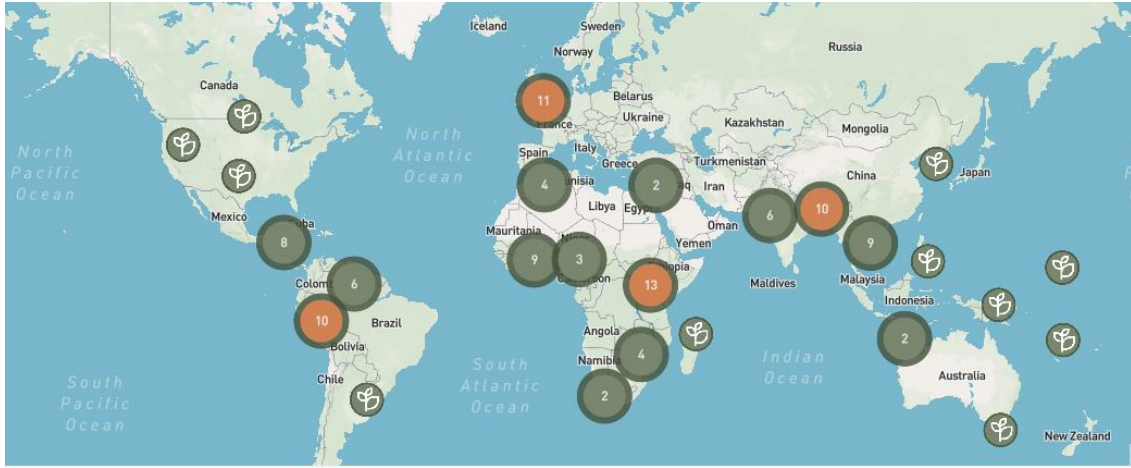 Iceland
Sweden
Norway
Russia
Canada
11
Belarus
France
Ukraine
Kazakhstan
Mongolia
North
Pacific
Ocean
North
Atlantic
Ocean
Spain
Italy
Greece
Turkmenistan
China
Japan
4
2
Iran
Libya
Mexico
8
Mauritania
Oman
Yemen
6
10
9
9
3
Maldives
Malaysia
6
13
Indonesia
10
Brazil
Angola
2
Bolivia
Namibia
4
Indian
Ocean
Chile
South
Pacific
Ocean
South
Atlantic
Ocean
2
Australia
New Zealand